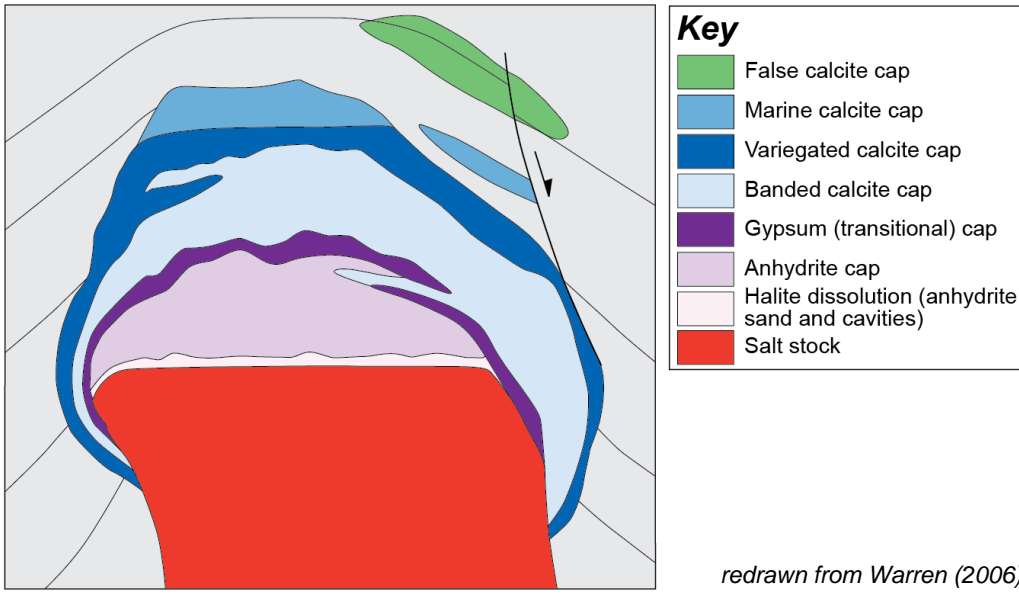 Key
False calcite cap
Marine calcite cap
Variegated calcite cap
Banded calcite cap
Gypsum (transitional) cap
Anhydrite cap
Halite dissolution (anhydrite
sand and cavities)
Salt stock
redrawn from Warren (2006)